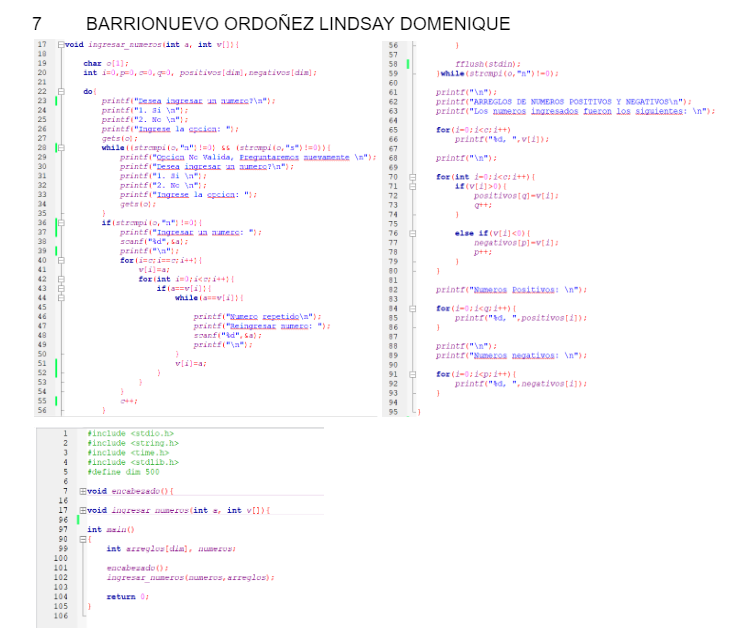 7 BARRIONUEVO ORDOÑEZ LINDSAY DOMENIQUE
17 void ingresar_numeros(int a, int v[]){
18
19 char o[1];
20 int i=0,p=0,c=0,q=0, positivos[dim],negativos[dim];
21
22 do{
23 printf("Desea ingresar un numero?\n");
24 printf("1. Si \n");
25 printf("2. No \n");
26 printf("Ingrese la opcion: ");
27 gets(o);
28 while((strcmpi(o,"n")!=0) && (strcmpi(o,"s")!=0)){
29 printf("Opcion No Valida, Preguntaremos nuevamente \n");
30 printf("Desea ingresar un numero?\n");
31 printf("1. Si \n");
32 printf("2. No \n");
33 printf("Ingrese la opcion: ");
34 gets(o);
35 }
36 if(strcmpi(o,"n")!=0){
37 printf("Ingresar un numero: ");
38 scanf("%d",&a);
39 printf("\n");
40 for(i=c;i==c;i++){
41 v[i]=a;
42 for(int i=0;i<c;i++){
43 if(a==v[i]){
44 while(a==v[i]){
45
46 printf("Numero repetido\n");
47 printf("Reingresar numero: ");
48 scanf("%d",&a);
49 printf("\n");
50 }
51 v[i]=a;
52 }
53 }
54 }
55 c++;
56 }
56 }
57
58 fflush(stdin);
59 }while(strcmpi(o,"n")!=0);
60
61 printf("\n");
62 printf("ARREGLOS DE NUMEROS POSITIVOS Y NEGATIVOS\n");
63 printf("Los numeros ingresados fueron los siguientes: \n");
64
65 for(i=0;i<c;i++)
66 printf("%d, ",v[i]);
67
68 printf("\n");
69
70 for(int i=0;i<c;i++){
71 if(v[i]>0){
72 positivos[q]=v[i];
73 q++;
74 }
75
76 else if(v[i]<0){
77 negativos[p]=v[i];
78 p++;
79 }
80 }
81
82 printf("Numeros Positivos: \n");
83
84 for(i=0;i<q;i++){
85 printf("%d, ",positivos[i]);
86 }
87
88 printf("\n");
89 printf("Numeros negativos: \n");
90
91 for(i=0;i<p;i++){
92 printf("%d, ",negativos[i]);
93 }
94
95 }
1 #include <stdio.h>
2 #include <string.h>
3 #include <time.h>
4 #include <stdlib.h>
5 #define dim 500
6
7 void encabesado(){
16
17 void ingresar_numeros(int a, int v[]){
96
97 int main()
98 {
99 int arreglos[dim], numeros;
100
101 encabesado();
102 ingresar_numeros(numeros,arreglos);
103
104 return 0;
105 }
106